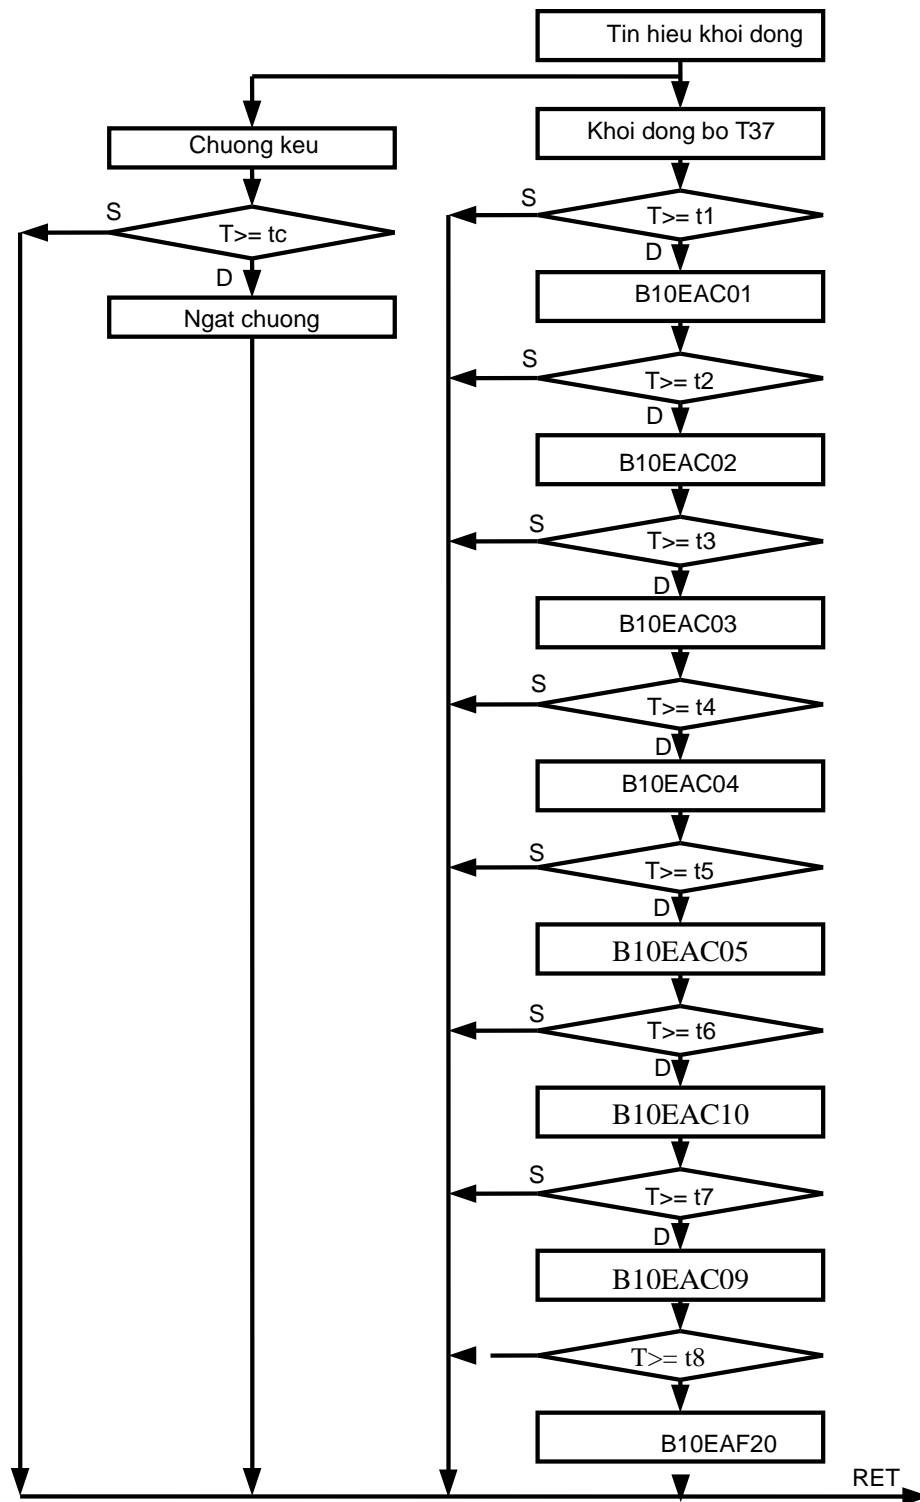 Tin hieu khoi dong
Khoi dong bo T37
Chuong keu
S
T>= t1
S
T>= tc
D
D
B10EAC01
Ngat chuong
S
T>= t2
D
B10EAC02
S
T>= t3
D
B10EAC03
S
T>= t4
D
B10EAC04
S
T>= t5
D
B10EAC05
S
T>= t6
D
B10EAC10
S
T>= t7
D
B10EAC09
T>= t8
B10EAF20
RET